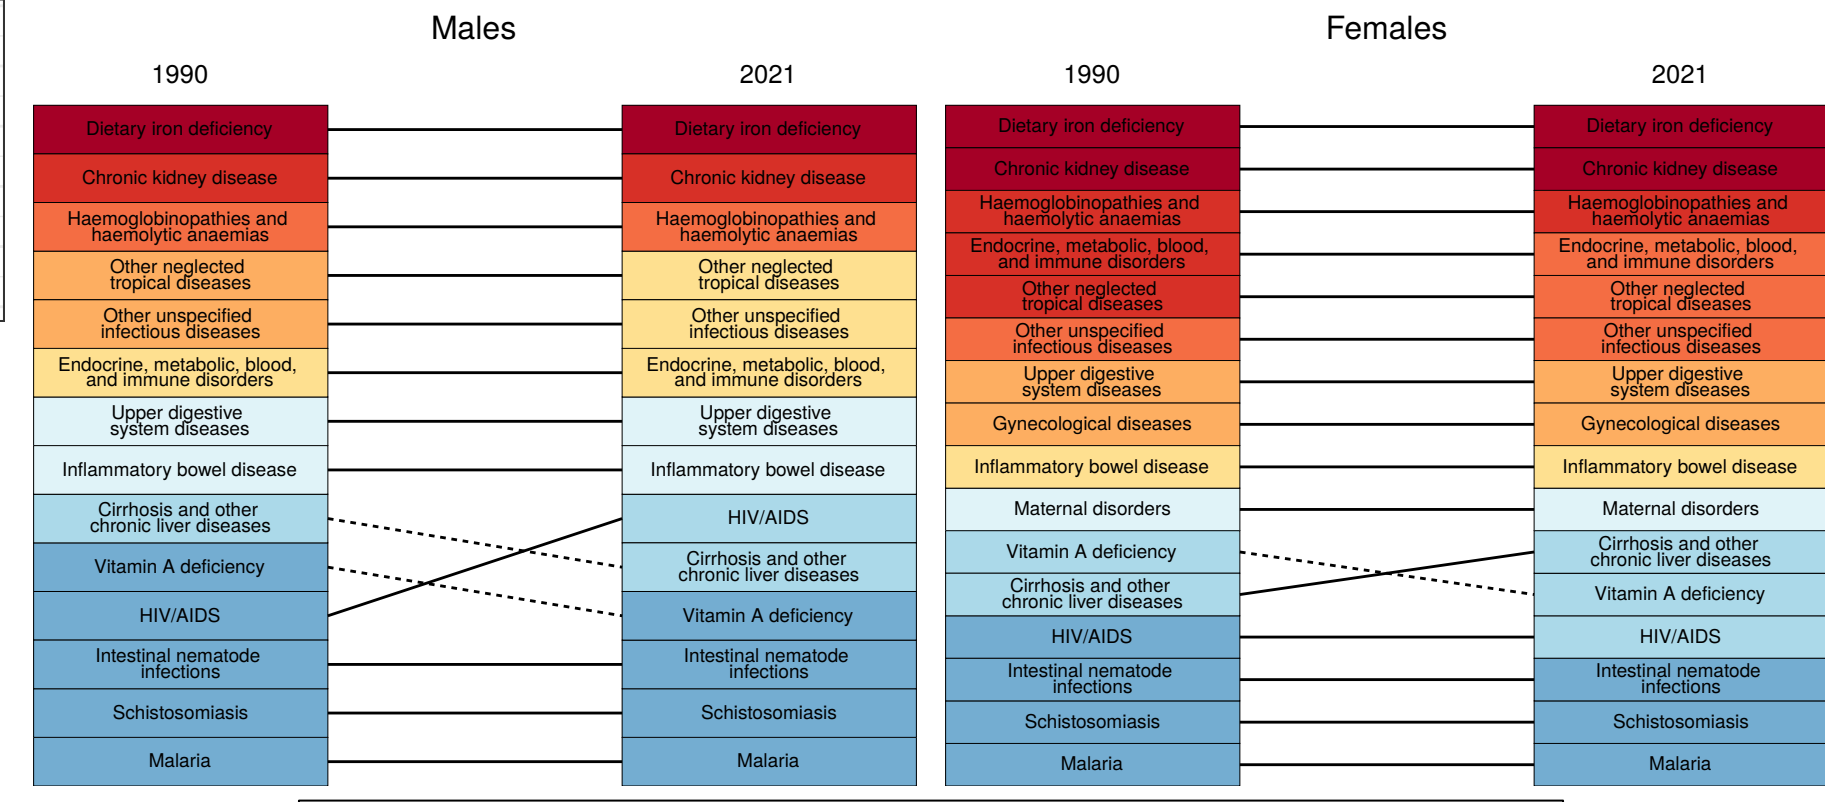 Males
1990
2021
Dietary iron deficiency
Chronic kidney disease
Haemoglobinopathies and
haemolytic anaemias
Other neglected
tropical diseases
Other unspecified
infectious diseases
Endocrine, metabolic, blood,
and immune disorders
Upper digestive
system diseases
Inflammatory bowel disease
Cirrhosis and other
chronic liver diseases
Vitamin A deficiency
HIV/AIDS
Intestinal nematode
infections
Schistosomiasis
Malaria
Dietary iron deficiency
Chronic kidney disease
Haemoglobinopathies and
haemolytic anaemias
Other neglected
tropical diseases
Other unspecified
infectious diseases
Endocrine, metabolic, blood,
and immune disorders
Upper digestive
system diseases
Inflammatory bowel disease
HIV/AIDS
Cirrhosis and other
chronic liver diseases
Vitamin A deficiency
Intestinal nematode
infections
Schistosomiasis
Malaria
Females
1990
2021
Dietary iron deficiency
Chronic kidney disease
Haemoglobinopathies and
haemolytic anaemias
Endocrine, metabolic, blood,
and immune disorders
Other neglected
tropical diseases
Other unspecified
infectious diseases
Upper digestive
system diseases
Gynecological diseases
Inflammatory bowel disease
Maternal disorders
Vitamin A deficiency
Cirrhosis and other
chronic liver diseases
HIV/AIDS
Intestinal nematode
infections
Schistosomiasis
Malaria
Dietary iron deficiency
Chronic kidney disease
Haemoglobinopathies and
haemolytic anaemias
Endocrine, metabolic, blood,
and immune disorders
Other neglected
tropical diseases
Other unspecified
infectious diseases
Upper digestive
system diseases
Gynecological diseases
Inflammatory bowel disease
Maternal disorders
Cirrhosis and other
chronic liver diseases
Vitamin A deficiency
HIV/AIDS
Intestinal nematode
infections
Schistosomiasis
Malaria